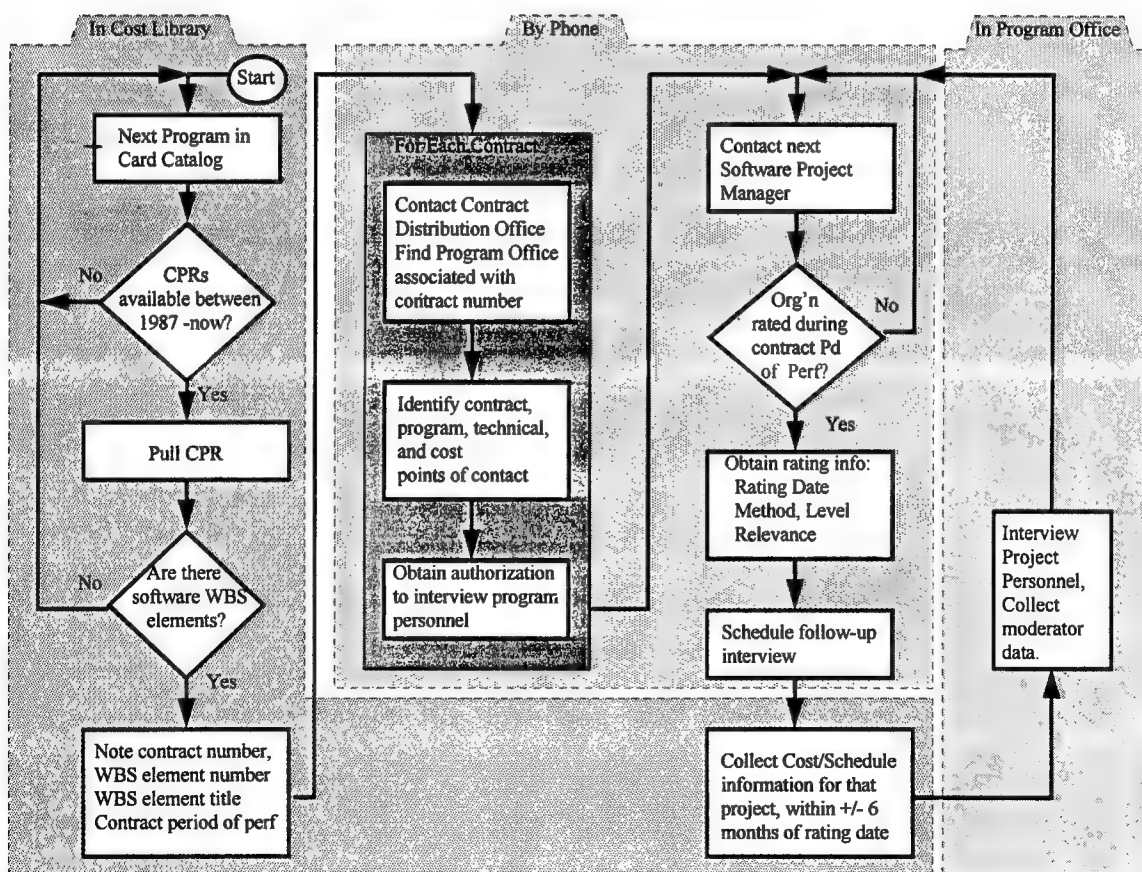 In Cost Library
Start
Next Program in
Card Catalog
No
CPRs
available between
1987 -now?
Yes
Pull CPR
No
Are there
software WBS
elements?
Yes
Note contract number,
WBS element number
WBS element title
Contract period of perf
By Phone
For Each Contract
Contact Contract
Distribution Office
Find Program Office
associated with
contract number
Identify contract,
program, technical,
and cost
points of contact
Obtain authorization
to interview program
personnel
Contact next
Software Project
Manager
Org'n
rated during
contract Pd
of Perf?
No
Yes
Obtain rating info:
Rating Date
Method, Level
Relevance
Schedule follow-up
interview
Collect Cost/Schedule
information for that
project, within +/- 6
months of rating date
In Program Office
Interview
Project
Personnel,
Collect
moderator
data.